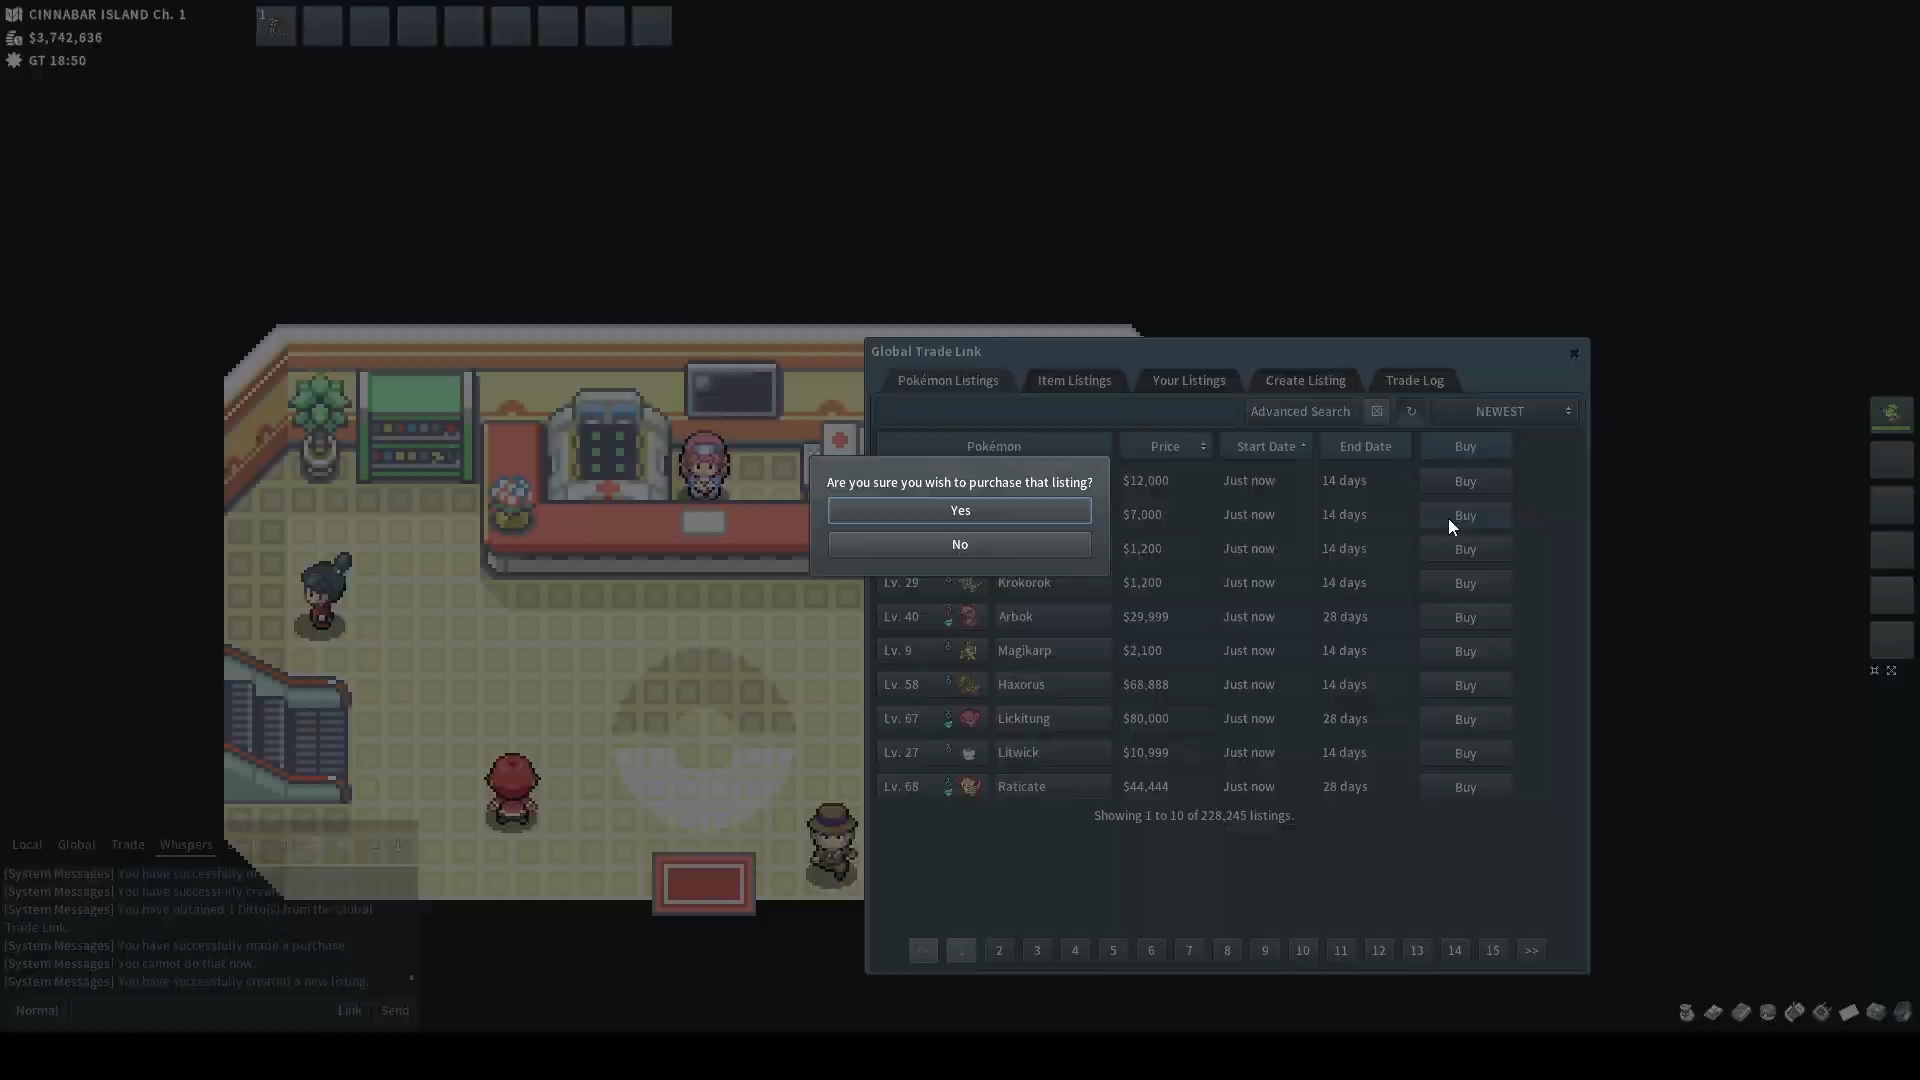 CINNABAR ISLAND Ch. 1
$3,742,636
GT 18:50
1
Global Trade Link
Pokémon Listings Item Listings Your Listings Create Listing Trade Log
Advanced Search NEWEST
Pokémon Price Start Date End Date Buy
$12,000 Just now 14 days Buy
$7,000 Just now 14 days Buy
$1,200 Just now 14 days Buy
Lv. 29 Krokorok $1,200 Just now 14 days Buy
Lv. 40 Arbok $29,999 Just now 28 days Buy
Lv. 9 Magikarp $2,100 Just now 14 days Buy
Lv. 58 Haxorus $68,888 Just now 14 days Buy
Lv. 67 Lickitung $80,000 Just now 28 days Buy
Lv. 27 Litwick $10,999 Just now 14 days Buy
Lv. 68 Raticate $44,444 Just now 28 days Buy
Showing 1 to 10 of 228,245 listings.
1 2 3 4 5 6 7 8 9 10 11 12 13 14 15 >>
Are you sure you wish to purchase that listing?
Yes
No
Local Global Trade Whispers
[System Messages] You have successfully
[System Messages] You have successfully
[System Messages] You have obtained 1 Ditto(s) from the Global
Trade Link.
[System Messages] You have successfully made a purchase.
[System Messages] You cannot do that now.
[System Messages] You have successfully created a new listing.
Normal Link Send